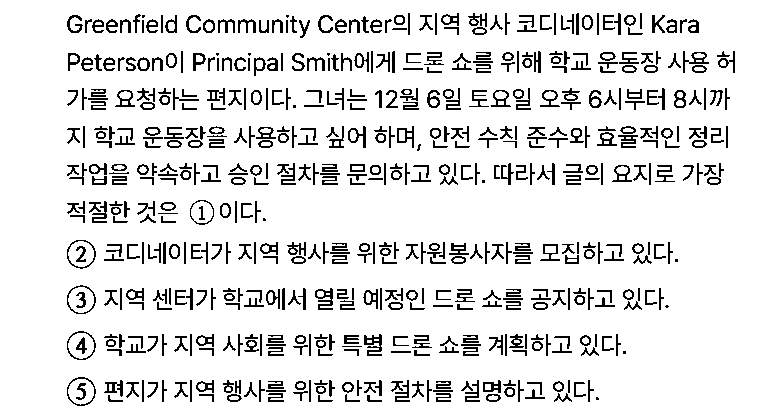 Greenfield Community Center의 지역 행사 코디네이터인 Kara
Peterson이 Principal Smith에게 드론 쇼를 위해 학교 운동장 사용 허
가를 요청하는 편지이다. 그녀는 12월 6일 토요일 오후 6시부터 8시까
지 학교 운동장을 사용하고 싶어 하며, 안전 수칙 준수와 효율적인 정리
작업을 약속하고 승인 절차를 문의하고 있다. 따라서 글의 요지로 가장
적절한 것은 ①이다.
② 코디네이터가 지역 행사를 위한 자원봉사자를 모집하고 있다.
③ 지역 센터가 학교에서 열릴 예정인 드론 쇼를 공지하고 있다.
④ 학교가 지역 사회를 위한 특별 드론 쇼를 계획하고 있다.
⑤ 편지가 지역 행사를 위한 안전 절차를 설명하고 있다.